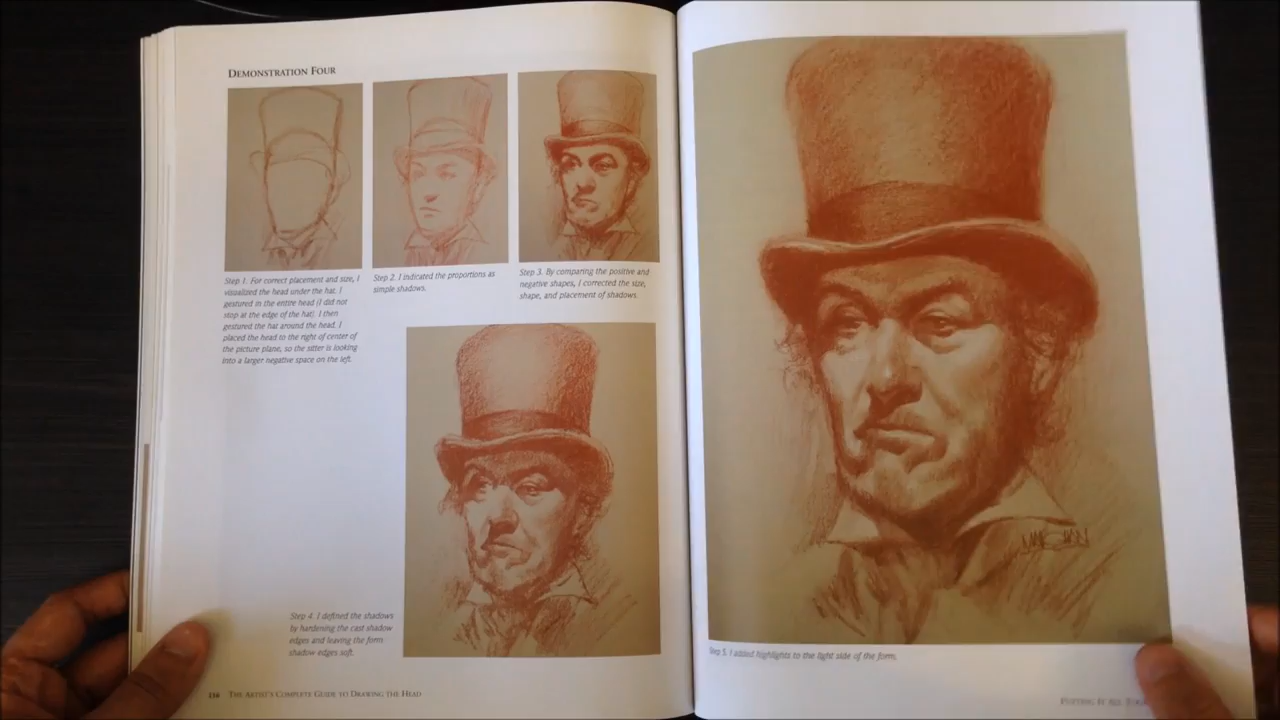 DEMONSTRATION FOUR
Step 1. For correct placement and size, I
visualized the head under the hat. I
gestured in the entire head (I did not
stop at the edge of the hat). I then
gestured the hat around the head. I
placed the head to the right of center of
the picture plane, so the sitter is looking
into a larger negative space on the left.
Step 2. I indicated the proportions as
simple shadows.
Step 3. By comparing the positive and
negative shapes, I corrected the size,
shape, and placement of shadows.
Step 4. I defined the shadows
by hardening the cast shadow
edges and leaving the form
shadow edges soft.
THE ARTIST'S COMPLETE GUIDE TO DRAWING THE HEAD
Step 5. I added highlights to the light side of the form.
PUTTING IT ALL